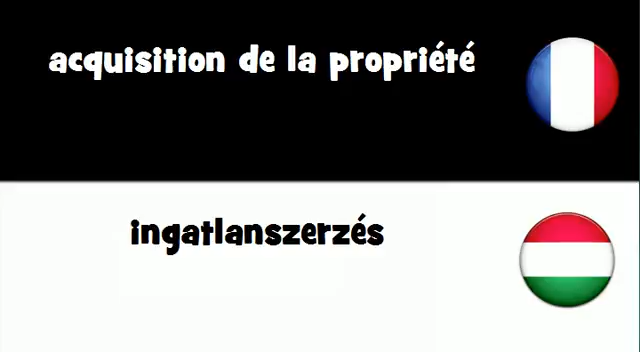 acquisition de la propriété
ingatlanszerzés